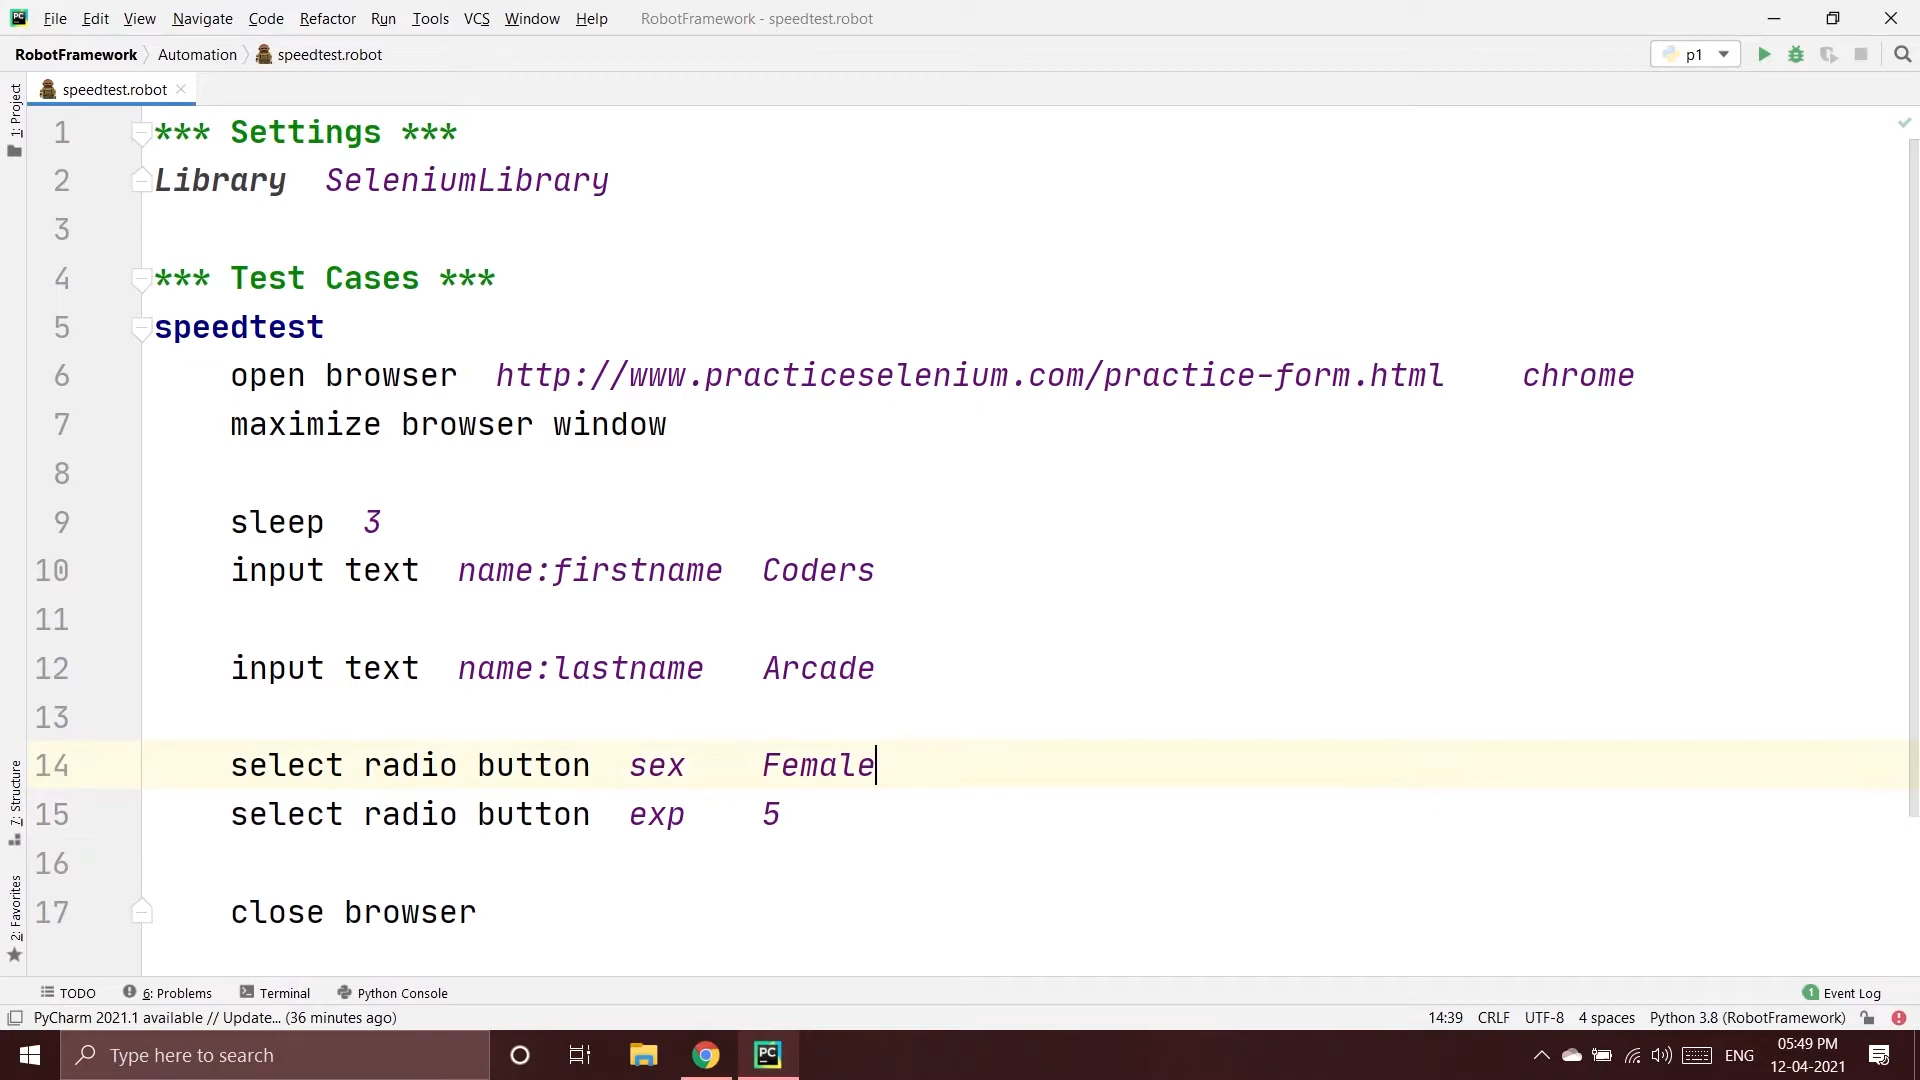 File Edit View Navigate Code Refactor Run Tools VCS Window Help RobotFramework - speedtest.robot
RobotFramework Automation speedtest.robot p1
speedtest.robot
1: Project
1 *** Settings ***
2 Library SeleniumLibrary
3
4 *** Test Cases ***
5 speedtest
6 open browser http://www.practiceselenium.com/practice-form.html chrome
7 maximize browser window
8
9 sleep 3
10 input text name:firstname Coders
11
12 input text name:lastname Arcade
13
14 select radio button sex Female
15 select radio button exp 5
16
17 close browser
7: Structure
2: Favorites
TODO 6: Problems Terminal Python Console 1 Event Log
PyCharm 2021.1 available // Update... (36 minutes ago) 14:39 CRLF UTF-8 4 spaces Python 3.8 (RobotFramework)
Type here to search ENG 05:49 PM
12-04-2021